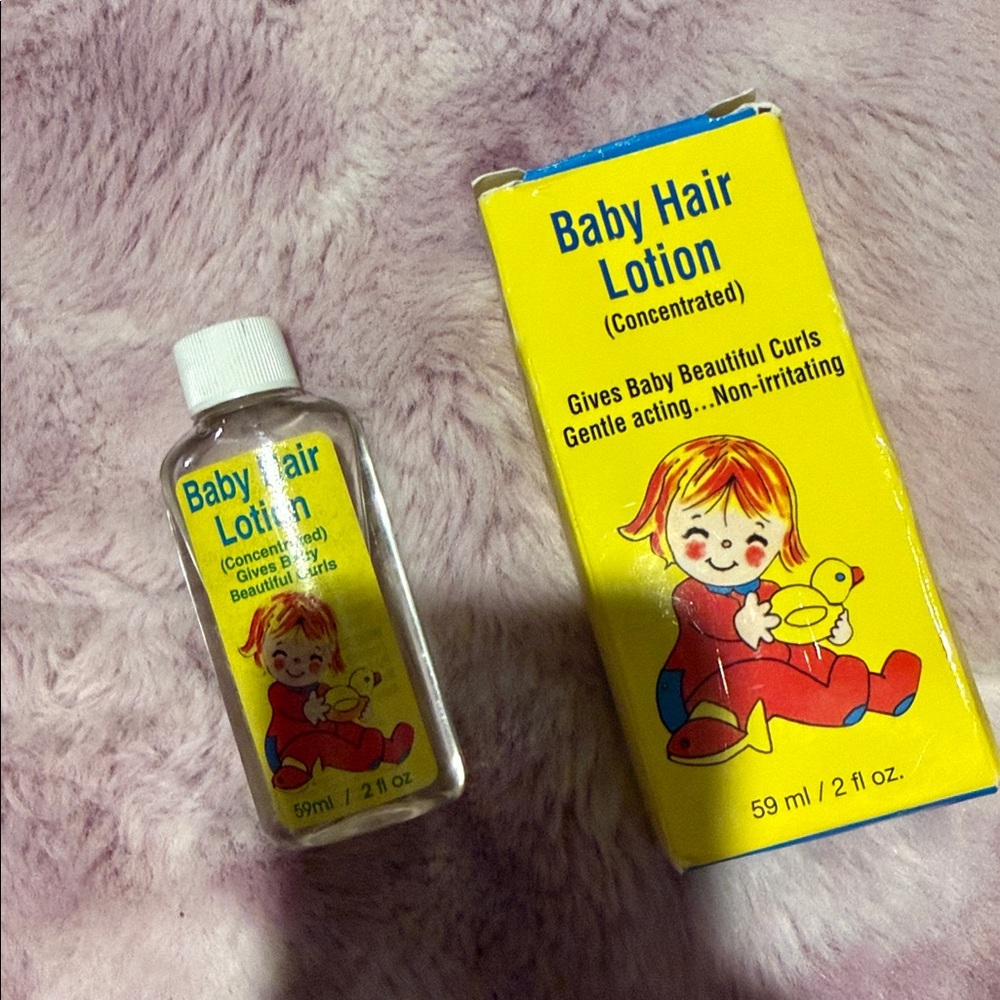 Baby Hair
Lotion
(Concentrated)
Gives Baby
Beautiful Curls
59ml / 2 fl oz
Baby Hair
Lotion
(Concentrated)
Gives Baby Beautiful Curls
Gentle acting...Non-irritating
59 ml / 2 fl oz.